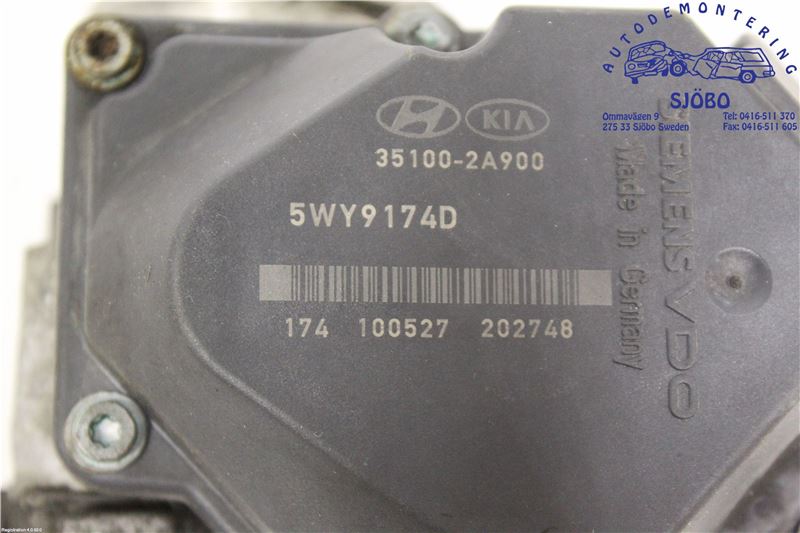 AUTODEMONTERING
SJÖBO
Ommavägen 9
275 33 Sjöbo Sweden
Tel: 0416-511 370
Fax: 0416-511 605
KIA
35100-2A900
5WY9174D
174 100527 202748
SIEMENS VDO
Made in Germany